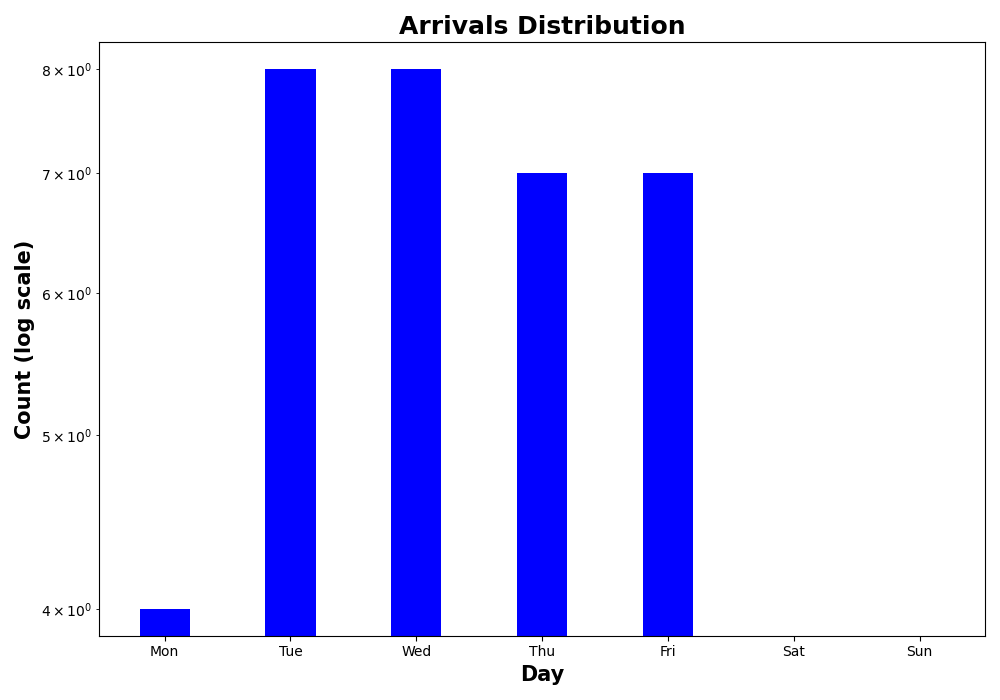 Arrivals Distribution
8 × 10⁰
7 × 10⁰
6 × 10⁰
5 × 10⁰
4 × 10⁰
Count (log scale)
Mon Tue Wed Thu Fri Sat Sun
Day